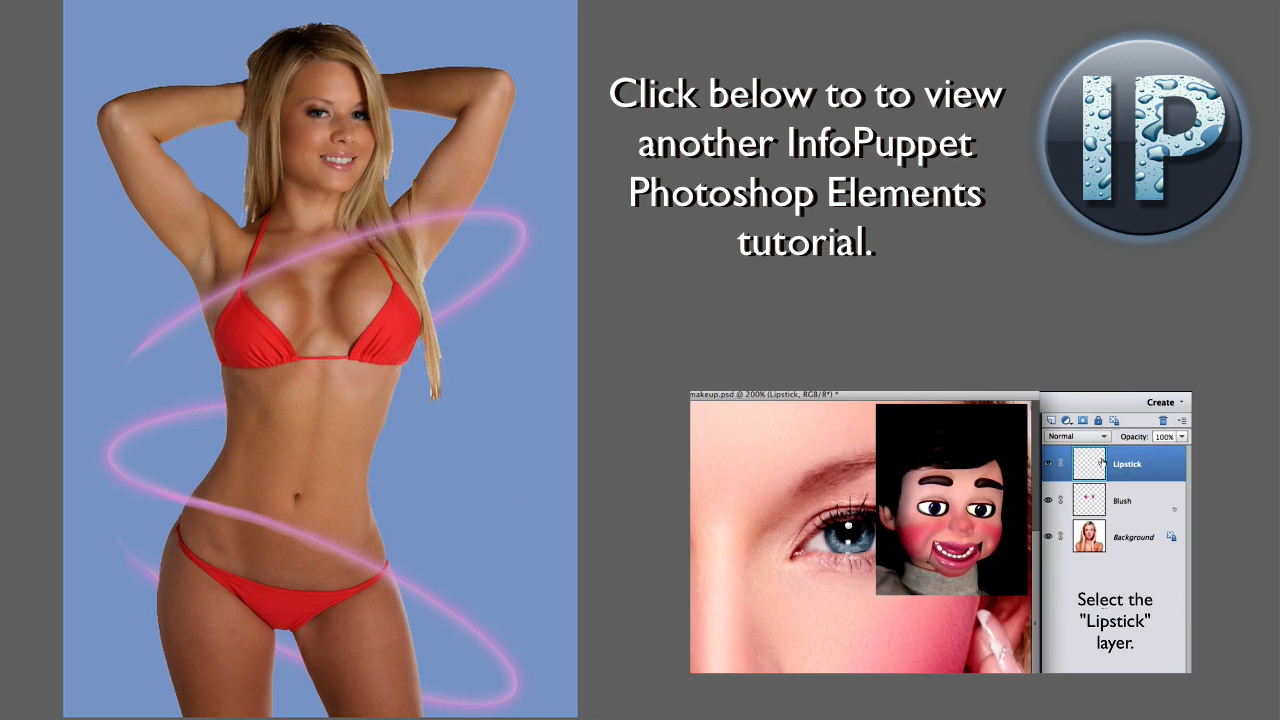 Click below to to view
another InfoPuppet
Photoshop Elements
tutorial.
IP
makeup.psd @ 200% (Lipstick, RGB/8*) *
Create
Normal
Opacity: 100%
Lipstick
Blush
Background
Select the
"Lipstick"
layer.